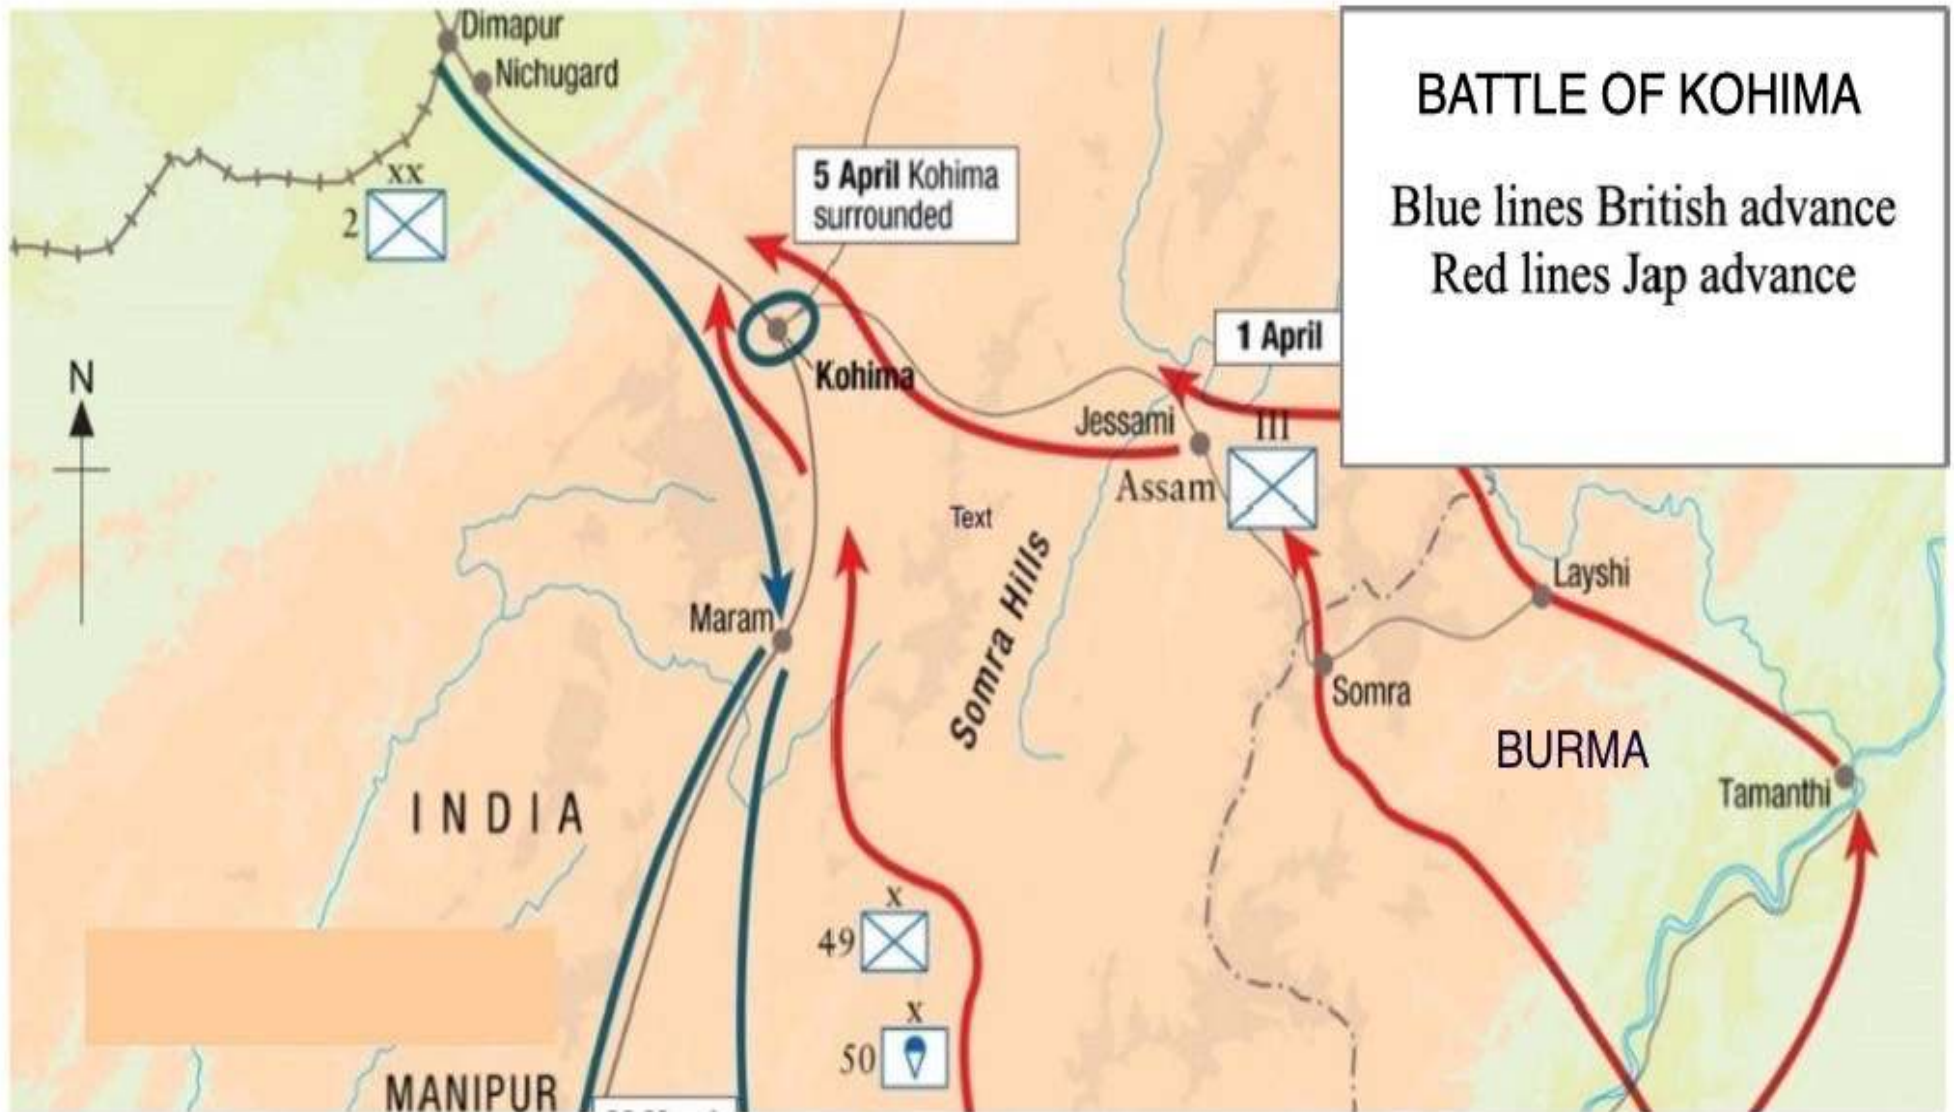 Dimapur
Nichugard
BATTLE OF KOHIMA
Blue lines British advance
Red lines Jap advance
5 April Kohima
surrounded
xx
2
1 April
N
Kohima
Jessami
III
Assam
Text
Somra Hills
Layshi
Maram
Somra
BURMA
Tamanthi
INDIA
x
49
x
50
MANIPUR